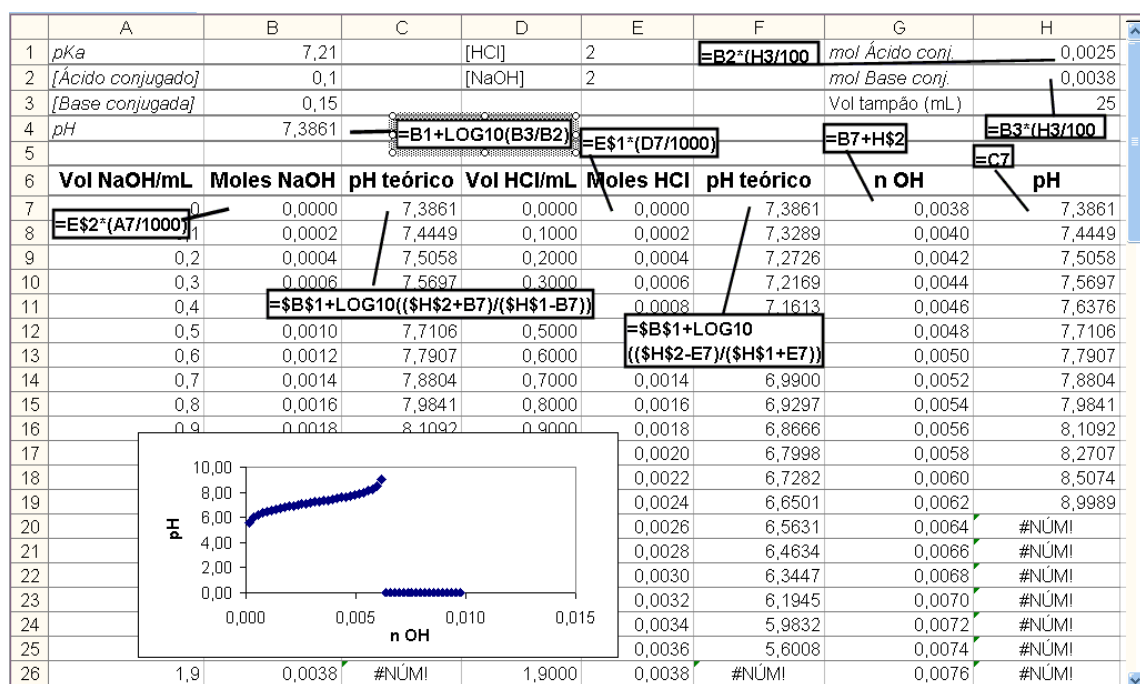 A B C D E F G H
1 pKa 7,21 [HCl] 2 =B2*(H3/100 mol Ácido conj. 0,0025
2 [Ácido conjugado] 0,1 [NaOH] 2 mol Base conj. 0,0038
3 [Base conjugada] 0,15 Vol tampão (mL) 25
4 pH 7,3861 =B1+LOG10(B3/B2) =E$1*(D7/1000) =B7+H$2 =B3*(H3/100
5 =C7
6 Vol NaOH/mL Moles NaOH pH teórico Vol HCl/mL Moles HCl pH teórico n OH pH
7 0 0,0000 7,3861 0,0000 0,0000 7,3861 0,0038 7,3861
=E$2*(A7/1000)
8 0,0002 7,4449 0,1000 0,0002 7,3289 0,0040 7,4449
9 0,2 0,0004 7,5058 0,2000 0,0004 7,2726 0,0042 7,5058
10 0,3 0,0006 7,5697 0,3000 0,0006 7,2169 0,0044 7,5697
11 0,4 =$B$1+LOG10(($H$2+B7)/($H$1-B7)) 0,0008 7,1613 0,0046 7,6376
12 0,5 0,0010 7,7106 0,5000 =$B$1+LOG10 0,0048 7,7106
13 0,6 0,0012 7,7907 0,6000 (($H$2-E7)/($H$1+E7)) 0,0050 7,7907
14 0,7 0,0014 7,8804 0,7000 0,0014 6,9900 0,0052 7,8804
15 0,8 0,0016 7,9841 0,8000 0,0016 6,9297 0,0054 7,9841
16 0,9 0,0018 8,1092 0,9000 0,0018 6,8666 0,0056 8,1092
17 0,0020 6,7998 0,0058 8,2707
18 0,0022 6,7282 0,0060 8,5074
19 0,0024 6,6501 0,0062 8,9989
20 0,0026 6,5631 0,0064 #NÚM!
21 0,0028 6,4634 0,0066 #NÚM!
22 0,0030 6,3447 0,0068 #NÚM!
23 0,0032 6,1945 0,0070 #NÚM!
24 0,0034 5,9832 0,0072 #NÚM!
25 0,0036 5,6008 0,0074 #NÚM!
26 1,9 0,0038 #NÚM! 1,9000 0,0038 #NÚM! 0,0076 #NÚM!
10,00
8,00
6,00
4,00
2,00
0,00
pH
0,000 0,005 0,010 0,015
n OH